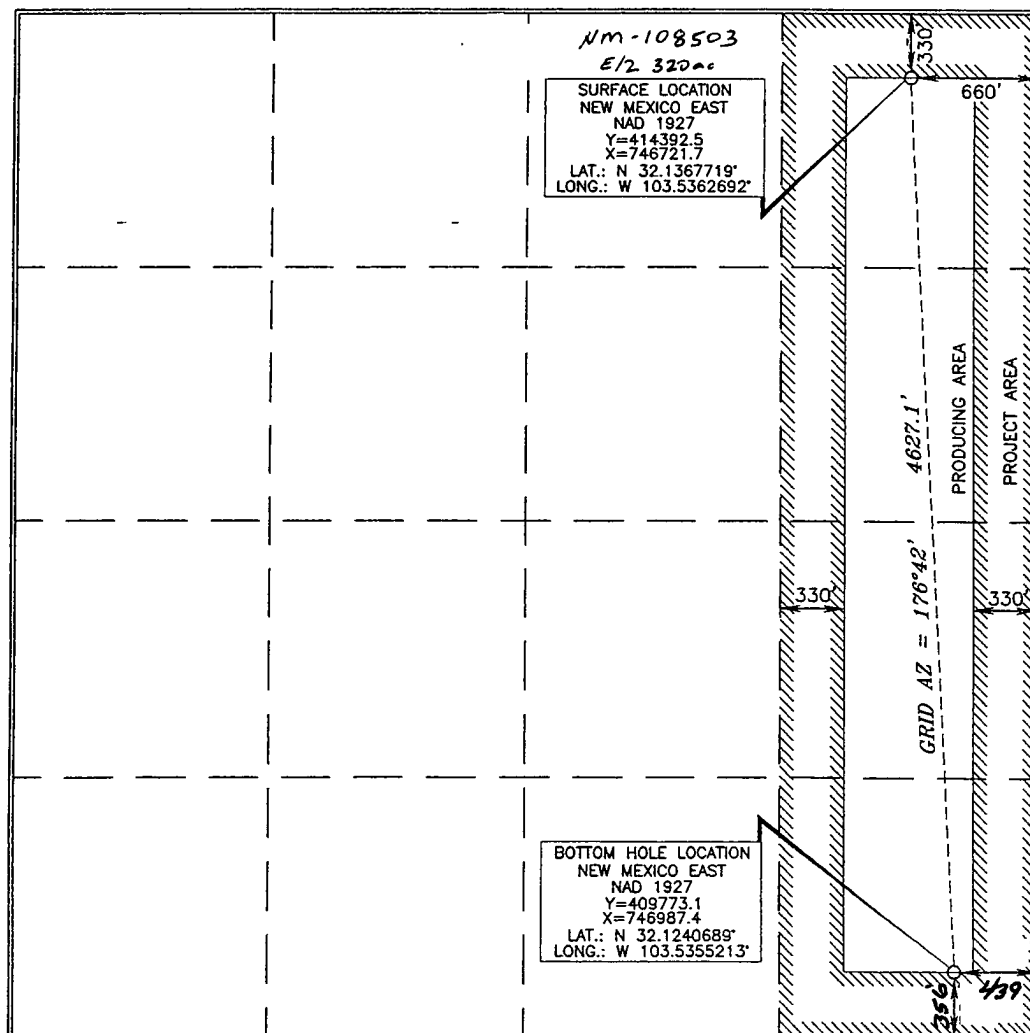 NM-108503
E/2 320ac
SURFACE LOCATION
NEW MEXICO EAST
NAD 1927
Y=414392.5
X=746721.7
LAT.: N 32.1367719°
LONG.: W 103.5362692°
330'
660'
4627.1'
PRODUCING AREA
PROJECT AREA
GRID AZ = 176°42'
330'
330'
BOTTOM HOLE LOCATION
NEW MEXICO EAST
NAD 1927
Y=409773.1
X=746987.4
LAT.: N 32.1240689°
LONG.: W 103.5355213°
439
356'